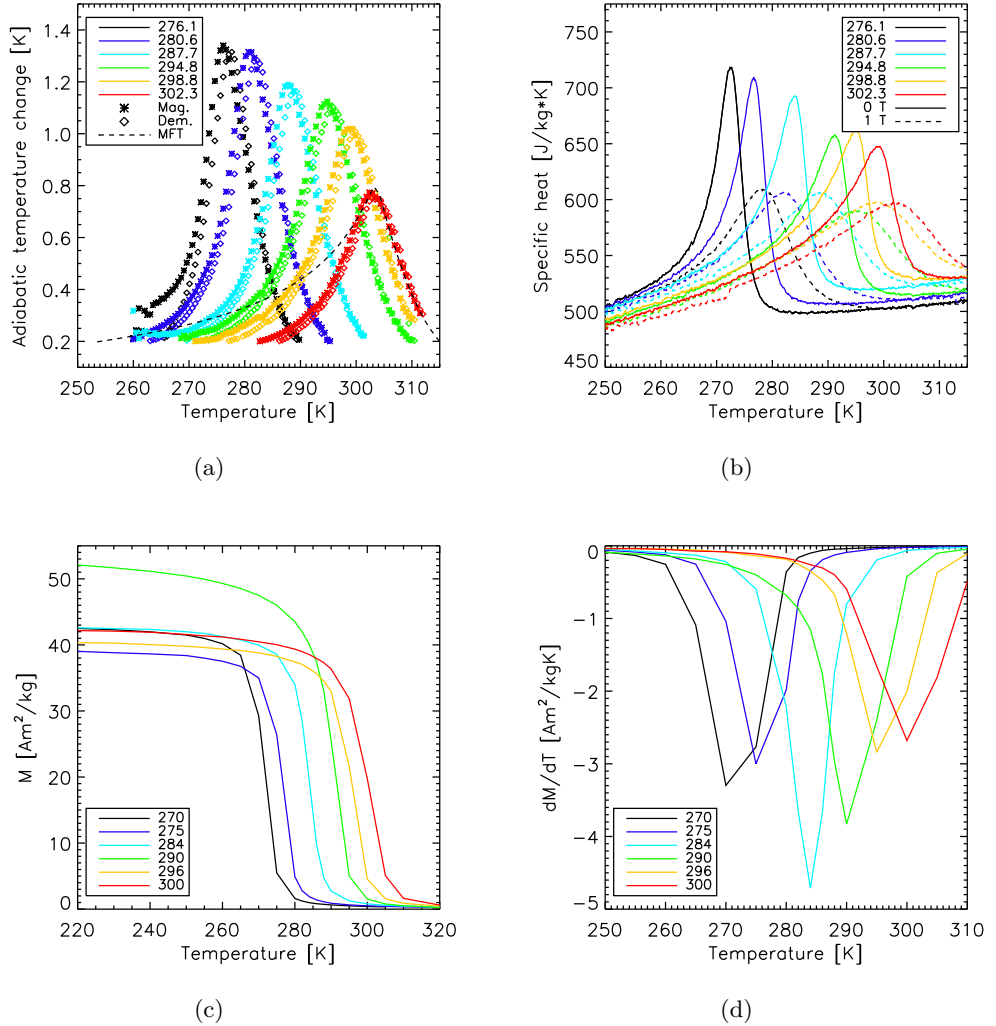 Adiabatic temperature change [K]
1.4
1.2
1.0
0.8
0.6
0.4
0.2
276.1
280.6
287.7
294.8
298.8
302.3
Mag.
Dem.
MFT
250 260 270 280 290 300 310
Temperature [K]
(a)
Specific heat [J/kg*K]
750
700
650
600
550
500
450
276.1
280.6
287.7
294.8
298.8
302.3
0 T
1 T
250 260 270 280 290 300 310
Temperature [K]
(b)
M [Am²/kg]
50
40
30
20
10
0
270
275
284
290
296
300
220 240 260 280 300 320
Temperature [K]
(c)
dM/dT [Am²/kgK]
0
−1
−2
−3
−4
−5
270
275
284
290
296
300
250 260 270 280 290 300 310
Temperature [K]
(d)